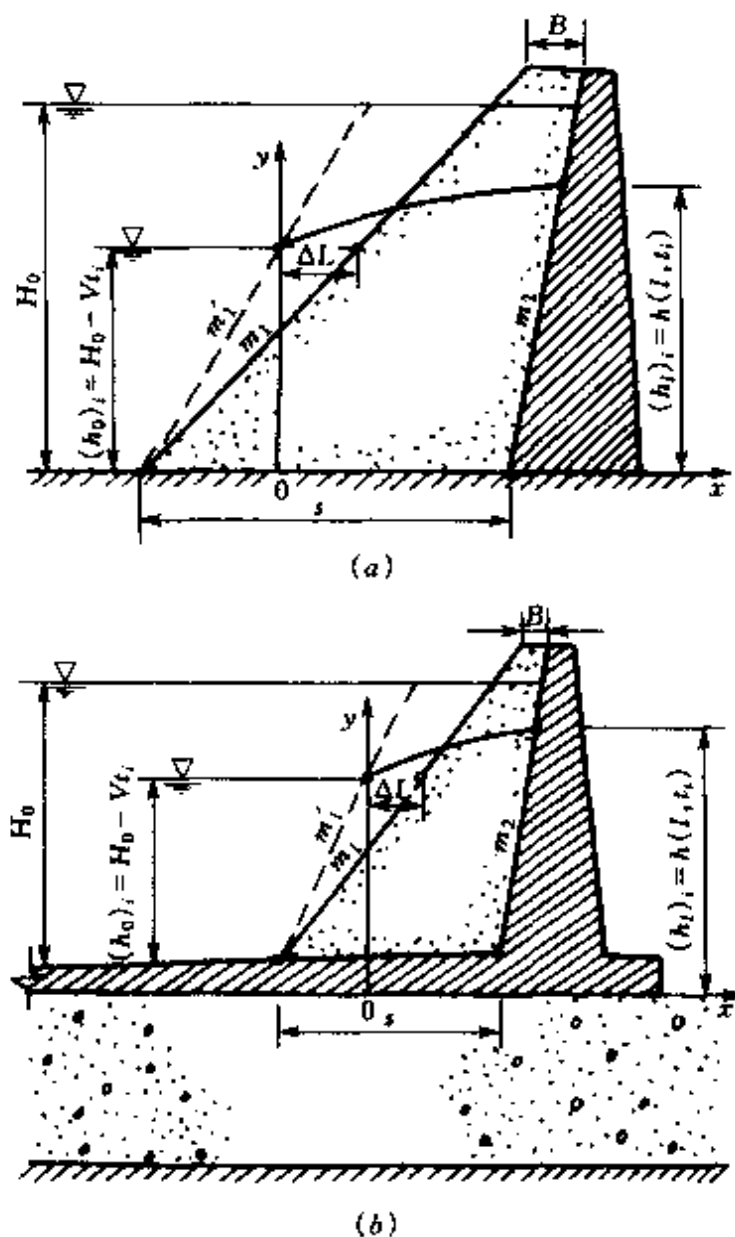 B
y
H₀
(h₀)ᵢ = H₀ − Vtᵢ
ΔL
m₁′
m₁
m₂
(hₗ)ᵢ = h(l, tᵢ)
0
x
s
(a)
B
y
H₀
(h₀)ᵢ = H₀ − Vtᵢ
ΔL
m₁′
m₁
m₂
(hₗ)ᵢ = h(l, tᵢ)
0
x
s
(b)